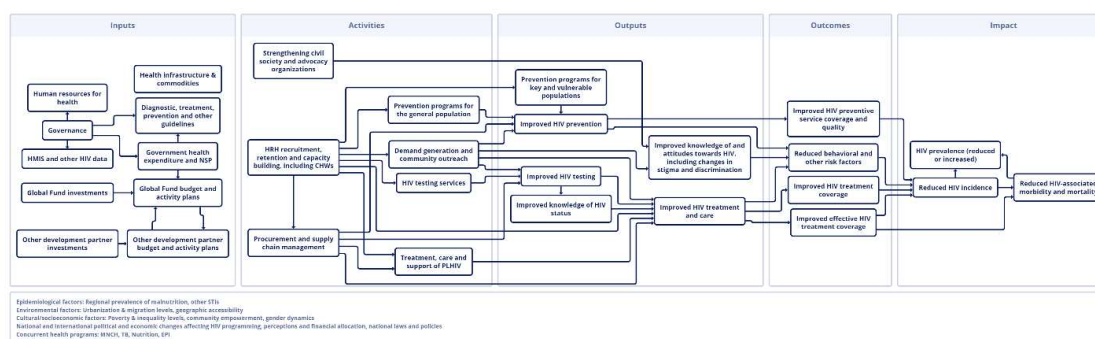 Inputs
Activities
Outputs
Outcomes
Impact
Health infrastructure &
commodities
Human resources for
health
Diagnostic, treatment,
prevention and other
guidelines
Governance
HMIS and other HIV data
Government health
expenditure and NSP
Global Fund investments
Global Fund budget and
activity plans
Other development partner
investments
Other development partner
budget and activity plans
Strengthening civil
society and advocacy
organizations
Prevention programs for
the general population
HRH recruitment,
retention and capacity
building, including CHWs
Demand generation and
community outreach
HIV testing services
Procurement and supply
chain management
Treatment, care and
support of PLHIV
Prevention programs for
key and vulnerable
populations
Improved HIV prevention
Improved HIV testing
Improved knowledge of HIV
status
Improved knowledge of and
attitudes towards HIV,
including changes in
stigma and discrimination
Improved HIV treatment
and care
Improved HIV preventive
service coverage and
quality
Reduced behavioral and
other risk factors
Improved HIV treatment
coverage
Improved effective HIV
treatment coverage
HIV prevalence (reduced
or increased)
Reduced HIV incidence
Reduced HIV-associated
morbidity and mortality
Epidemiological factors: Regional prevalence of malnutrition, other STIs
Environmental factors: Urbanization & migration levels, geographic accessibility
Cultural/socioeconomic factors: Poverty & inequality levels, community empowerment, gender dynamics
National and international political and economic changes affecting HIV programming, perceptions and financial allocation, national laws and policies
Concurrent health programs: MNCH, TB, Nutrition, EPI